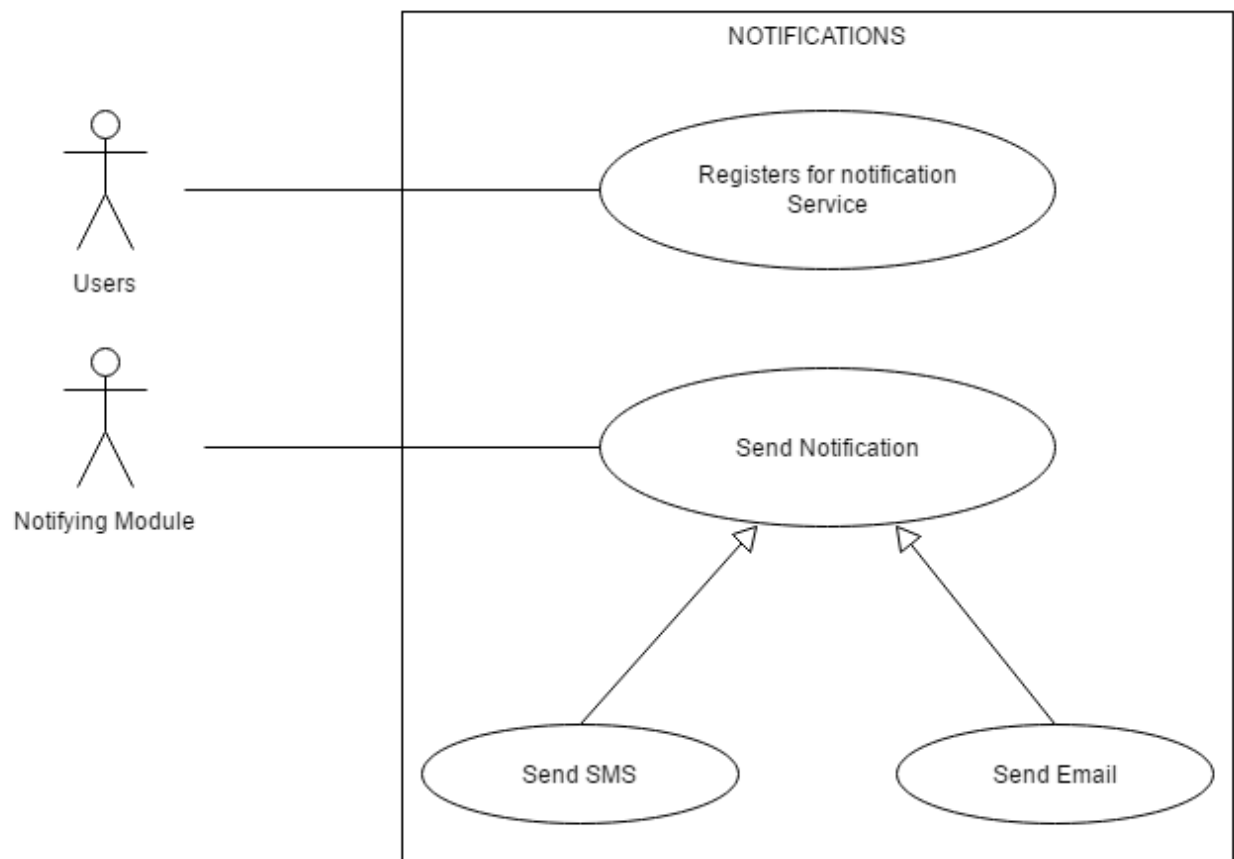 NOTIFICATIONS
Registers for notification
Service
Users
Send Notification
Notifying Module
Send SMS
Send Email